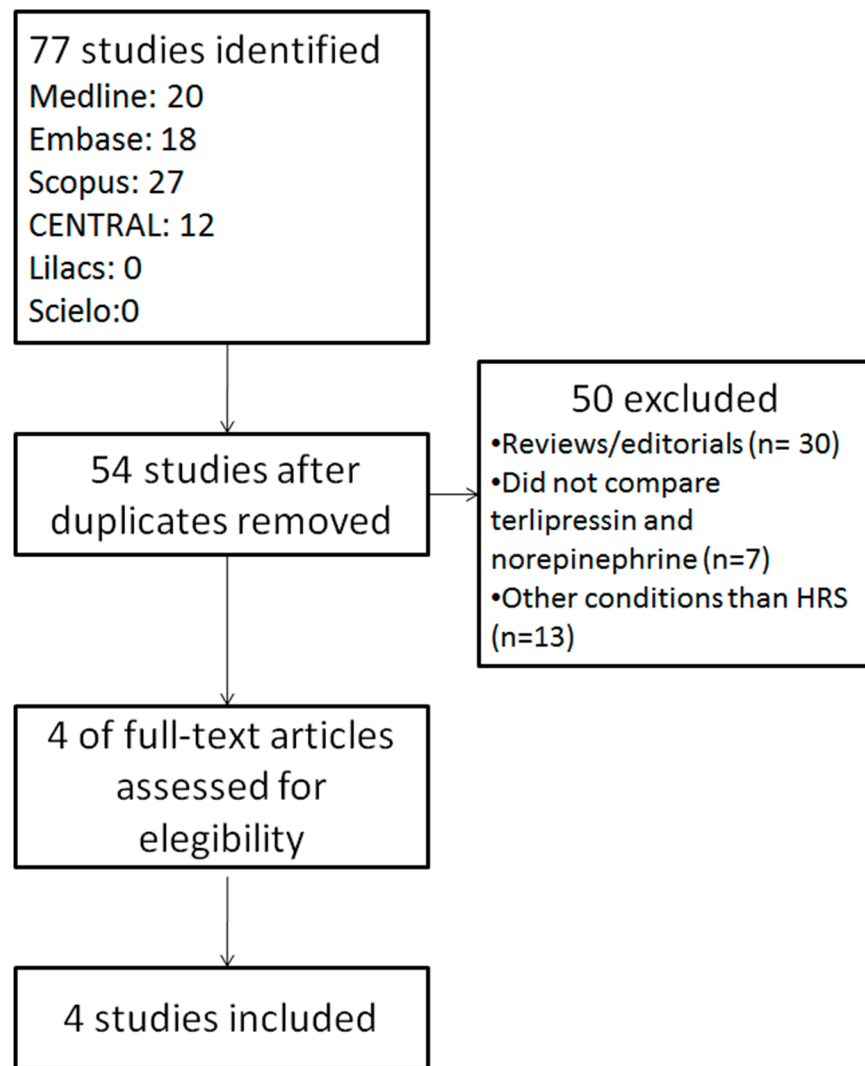 77 studies identified
Medline: 20
Embase: 18
Scopus: 27
CENTRAL: 12
Lilacs: 0
Scielo:0
54 studies after
duplicates removed
50 excluded
•Reviews/editorials (n= 30)
•Did not compare
terlipressin and
norepinephrine (n=7)
•Other conditions than HRS
(n=13)
4 of full-text articles
assessed for
elegibility
4 studies included